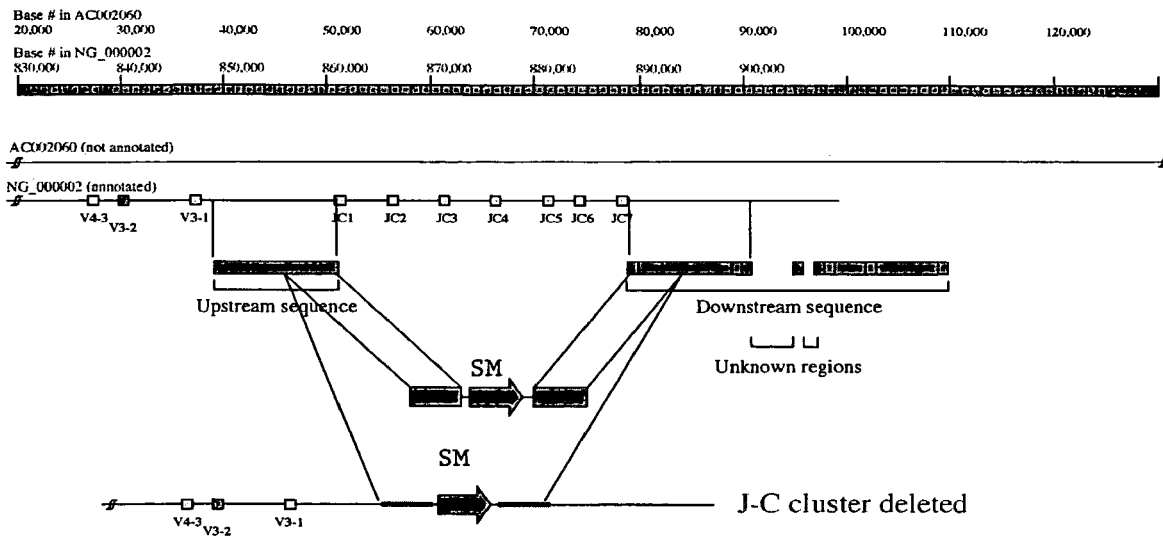 Base # in AC002060
20,000 30,000 40,000 50,000 60,000 70,000 80,000 90,000 100,000 110,000 120,000
Base # in NG_000002
830,000 840,000 850,000 860,000 870,000 880,000 890,000 900,000
AC002060 (not annotated)
NG_000002 (annotated)
V4-3 V3-2 V3-1 JC1 JC2 JC3 JC4 JC5 JC6 JC7
Upstream sequence Downstream sequence
Unknown regions
SM
SM
J-C cluster deleted
V4-3 V3-2 V3-1